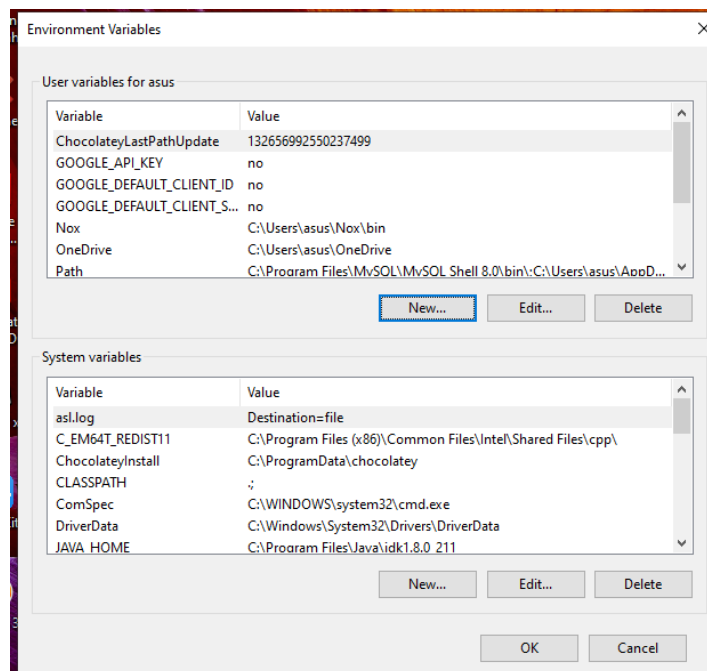 Environment Variables
User variables for asus
Variable Value
ChocolateyLastPathUpdate 132656992550237499
GOOGLE_API_KEY no
GOOGLE_DEFAULT_CLIENT_ID no
GOOGLE_DEFAULT_CLIENT_S... no
Nox C:\Users\asus\Nox\bin
OneDrive C:\Users\asus\OneDrive
Path C:\Program Files\MySQL\MySQL Shell 8.0\bin\;C:\Users\asus\AppD...
New... Edit... Delete
System variables
Variable Value
asl.log Destination=file
C_EM64T_REDIST11 C:\Program Files (x86)\Common Files\Intel\Shared Files\cpp\
ChocolateyInstall C:\ProgramData\chocolatey
CLASSPATH .;
ComSpec C:\WINDOWS\system32\cmd.exe
DriverData C:\Windows\System32\Drivers\DriverData
JAVA_HOME C:\Program Files\Java\jdk1.8.0_211
New... Edit... Delete
OK Cancel